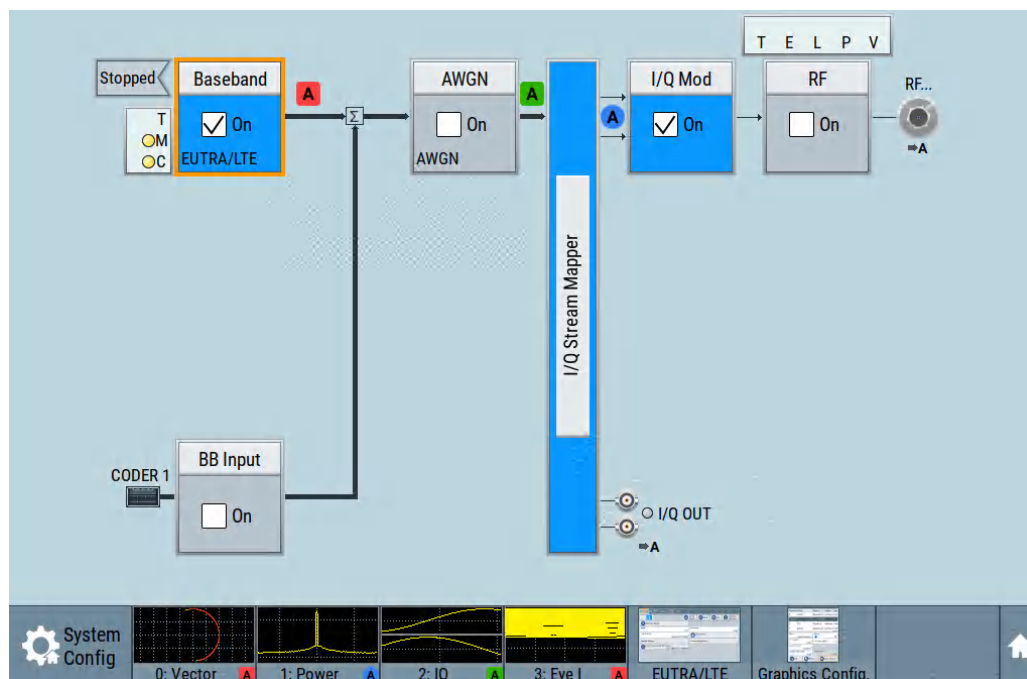 T E L P V
Stopped
Baseband
A
AWGN
A
I/Q Mod
RF
RF...
T
M
C
On
Σ
On
A
On
On
A
EUTRA/LTE
AWGN
I/Q Stream Mapper
BB Input
CODER 1
On
I/Q OUT
A
System
Config
0: Vector A
1: Power A
2: IQ A
3: Eye I A
EUTRA/LTE
Graphics Config.